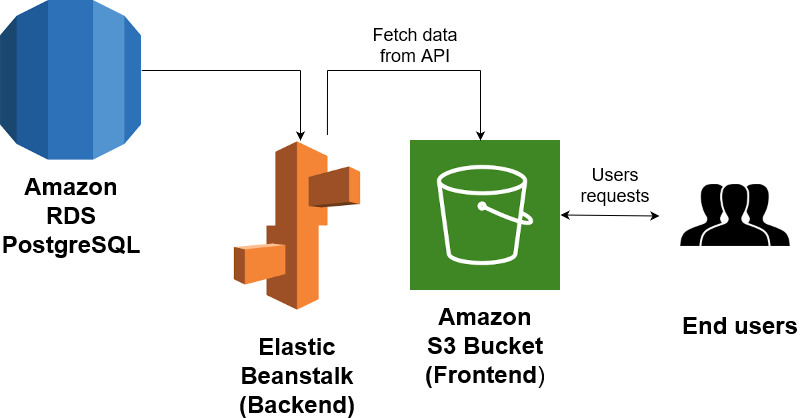 Fetch data
from API
Users
requests
Amazon
RDS
PostgreSQL
Elastic
Beanstalk
(Backend)
Amazon
S3 Bucket
(Frontend)
End users